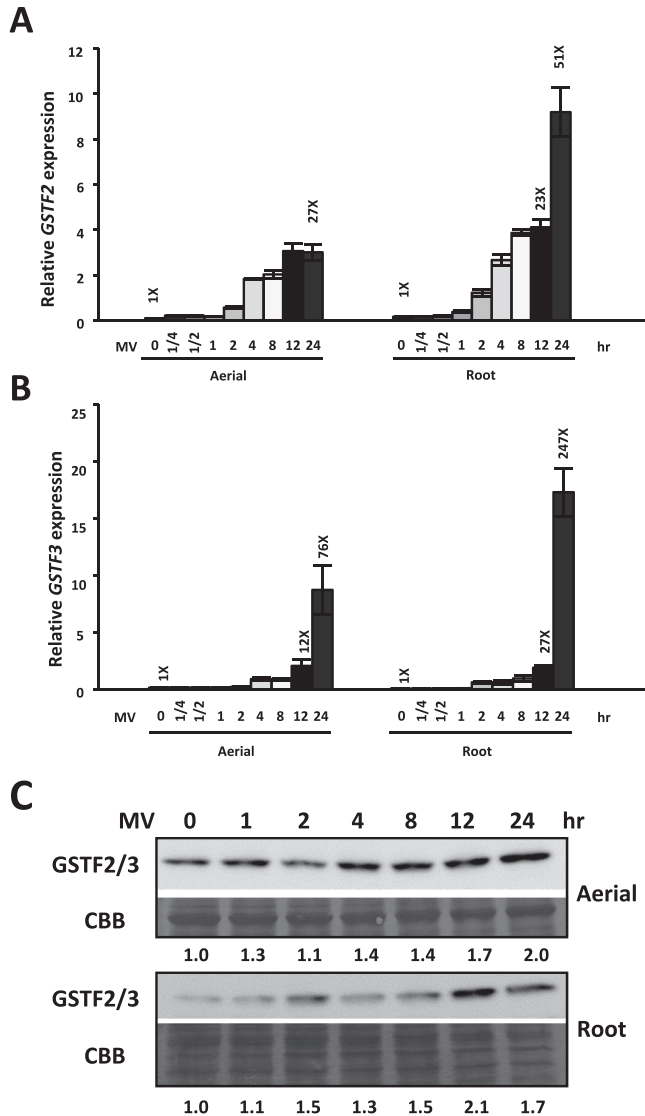 A
Relative GSTF2 expression
12
10
8
6
4
2
0
1X
27X
1X
23X
51X
MV 0 1/4 1/2 1 2 4 8 12 24 0 1/4 1/2 1 2 4 8 12 24 hr
Aerial Root
B
Relative GSTF3 expression
25
20
15
10
5
0
1X
12X
76X
1X
27X
247X
MV 0 1/4 1/2 1 2 4 8 12 24 0 1/4 1/2 1 2 4 8 12 24 hr
Aerial Root
C
MV 0 1 2 4 8 12 24 hr
GSTF2/3
Aerial
CBB
1.0 1.3 1.1 1.4 1.4 1.7 2.0
GSTF2/3
Root
CBB
1.0 1.1 1.5 1.3 1.5 2.1 1.7